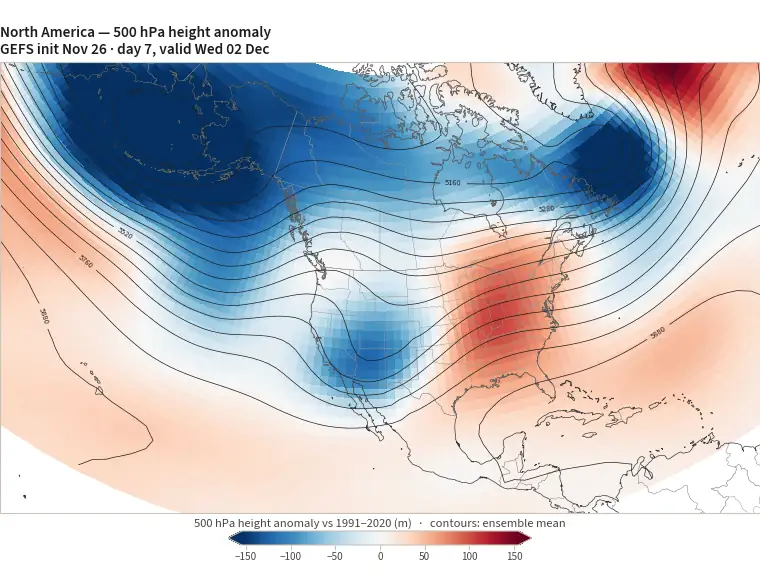 North America — 500 hPa height anomaly
GEFS init Nov 26 · day 7, valid Wed 02 Dec
5160
5280
5520
5760
5880
5880
500 hPa height anomaly vs 1991–2020 (m) · contours: ensemble mean
−150 −100 −50 0 50 100 150